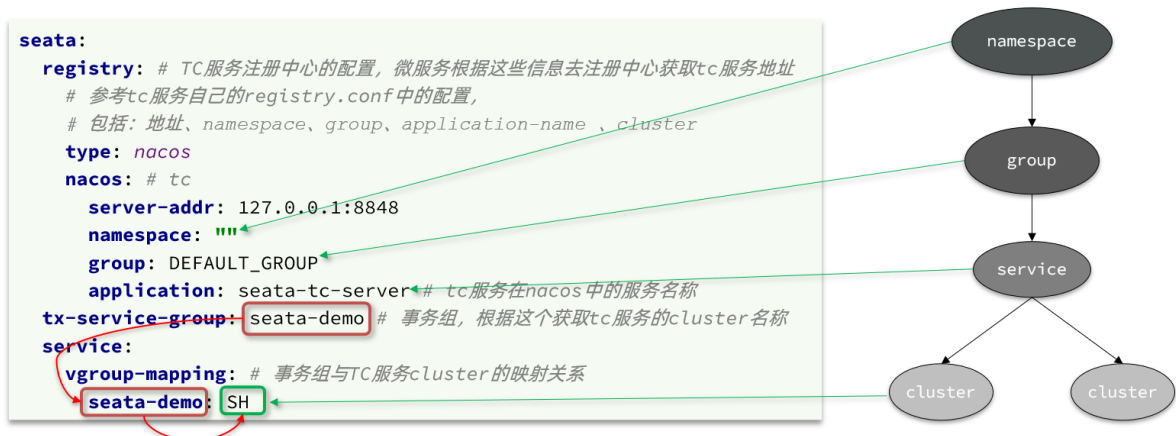 seata:
registry: # TC服务注册中心的配置，微服务根据这些信息去注册中心获取tc服务地址
# 参考tc服务自己的registry.conf中的配置，
# 包括：地址、namespace、group、application-name 、cluster
type: nacos
nacos: # tc
server-addr: 127.0.0.1:8848
namespace: ""
group: DEFAULT_GROUP
application: seata-tc-server # tc服务在nacos中的服务名称
tx-service-group: seata-demo # 事务组，根据这个获取tc服务的cluster名称
service:
vgroup-mapping: # 事务组与TC服务cluster的映射关系
seata-demo: SH
namespace
group
service
cluster
cluster